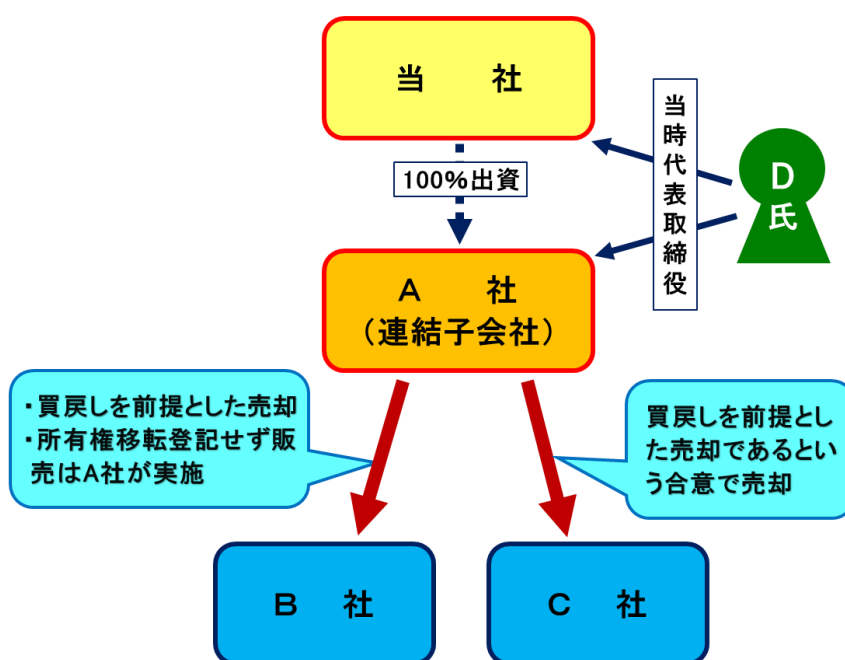 当　　社
100%出資
当時代表取締役
D
氏
A　　社
（連結子会社）
・買戻しを前提とした売却
・所有権移転登記せず販
売はA社が実施
買戻しを前提とし
た売却であるとい
う合意で売却
B　社
C　社